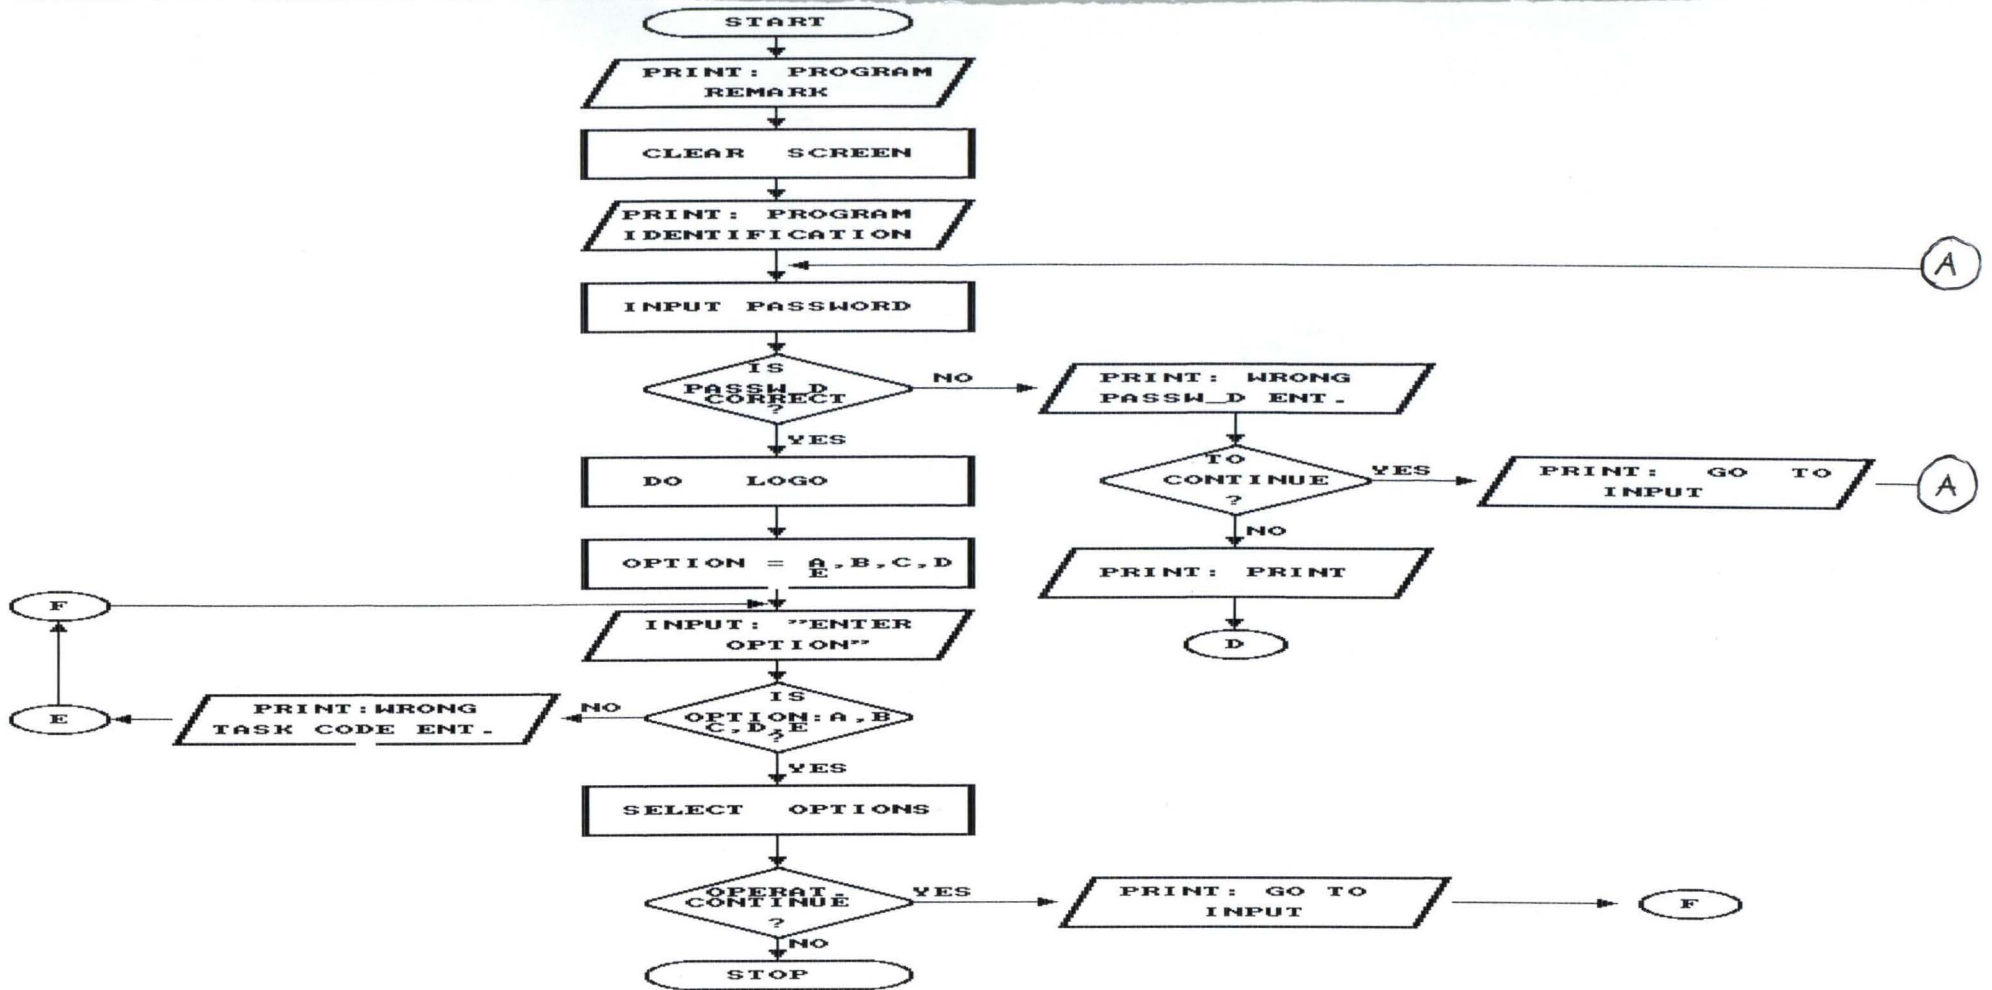 START
PRINT: PROGRAM
REMARK
CLEAR SCREEN
PRINT: PROGRAM
IDENTIFICATION
A
INPUT PASSWORD
IS
PASSW_D
CORRECT
?
NO
PRINT: WRONG
PASSW_D ENT.
YES
TO
CONTINUE
?
YES
PRINT: GO TO
INPUT
A
DO LOGO
NO
OPTION = A,B,C,D
E
PRINT: PRINT
F
INPUT: "ENTER
OPTION"
D
IS
OPTION:A,B
C,D,E
?
NO
PRINT:WRONG
TASK CODE ENT.
E
YES
SELECT OPTIONS
OPERAT.
CONTINUE
?
YES
PRINT: GO TO
INPUT
F
NO
STOP